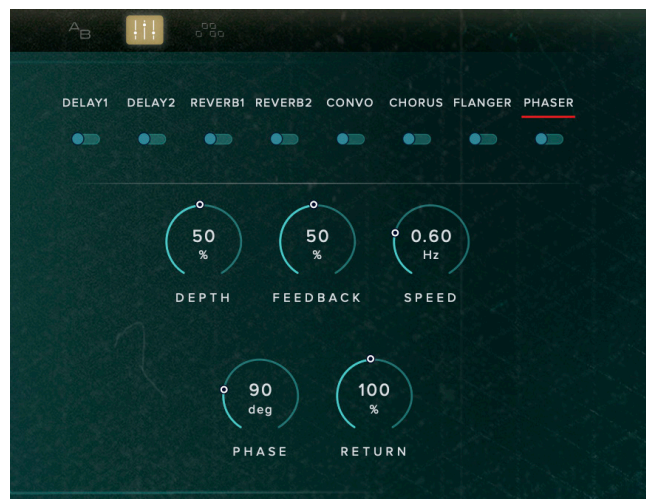 AB
DELAY1 DELAY2 REVERB1 REVERB2 CONVO CHORUS FLANGER PHASER
50 50 0.60
% % Hz
DEPTH FEEDBACK SPEED
90 100
deg %
PHASE RETURN